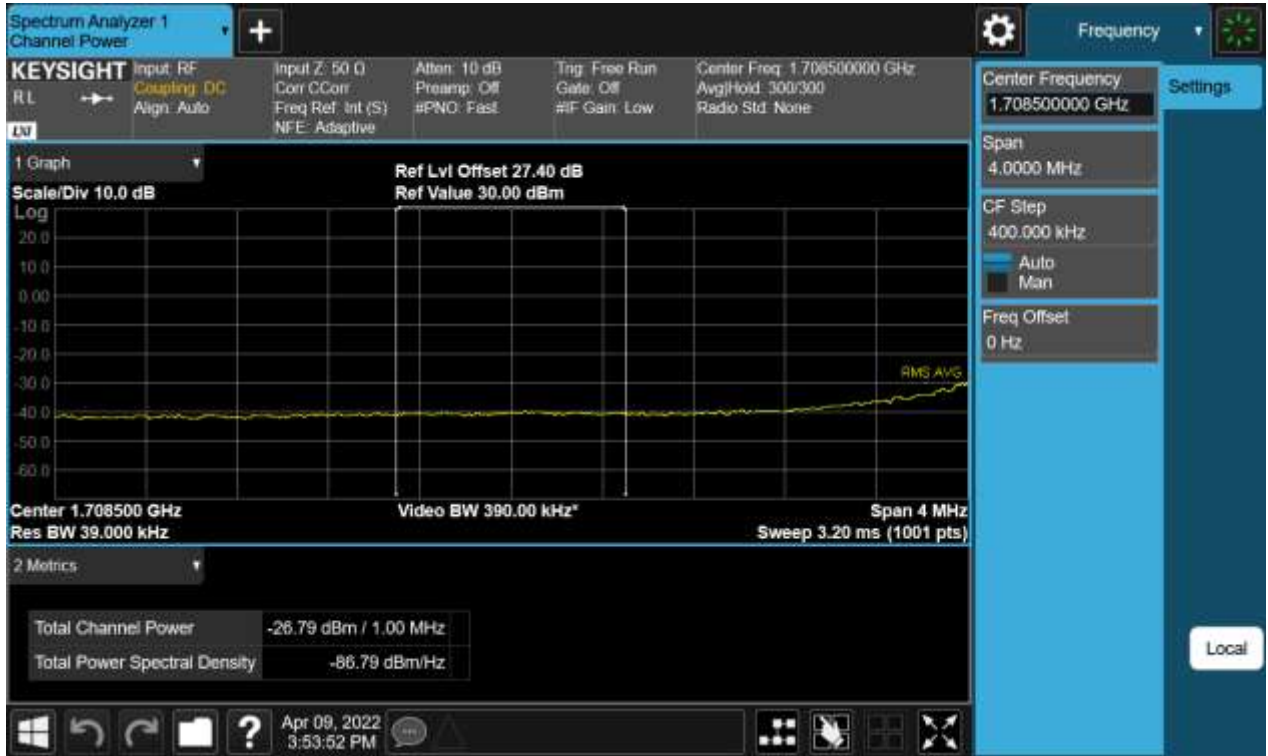 Spectrum Analyzer 1
Channel Power
+
Frequency
KEYSIGHT
RL
LXI
Input: RF
Coupling: DC
Align: Auto
Input Z: 50 Ω
Corr CCorr
Freq Ref: Int (S)
NFE: Adaptive
Atten: 10 dB
Preamp: Off
#PNO: Fast
Trig: Free Run
Gate: Off
#IF Gain: Low
Center Freq: 1.708500000 GHz
Avg|Hold: 300/300
Radio Std: None
Center Frequency
1.708500000 GHz
Settings
Span
4.0000 MHz
CF Step
400.000 kHz
Auto
Man
Freq Offset
0 Hz
Local
1 Graph
Scale/Div 10.0 dB
Ref Lvl Offset 27.40 dB
Ref Value 30.00 dBm
Log
20.0
10.0
0.00
-10.0
-20.0
-30.0
-40.0
-50.0
-60.0
RMS AVG
Center 1.708500 GHz
Res BW 39.000 kHz
Video BW 390.00 kHz*
Span 4 MHz
Sweep 3.20 ms (1001 pts)
2 Metrics
Total Channel Power -26.79 dBm / 1.00 MHz
Total Power Spectral Density -86.79 dBm/Hz
?
Apr 09, 2022
3:53:52 PM